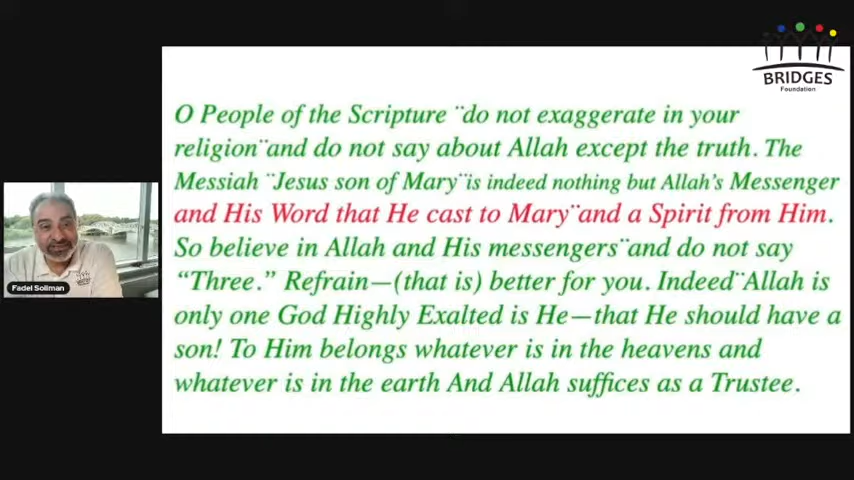 BRIDGES
Foundation
O People of the Scripture ¨do not exaggerate in your
religion¨and do not say about Allah except the truth. The
Messiah ¨Jesus son of Mary¨is indeed nothing but Allah's Messenger
and His Word that He cast to Mary¨and a Spirit from Him.
So believe in Allah and His messengers¨and do not say
“Three.” Refrain—(that is) better for you. Indeed¨Allah is
only one God Highly Exalted is He—that He should have a
son! To Him belongs whatever is in the heavens and
whatever is in the earth And Allah suffices as a Trustee.
Fadel Soliman